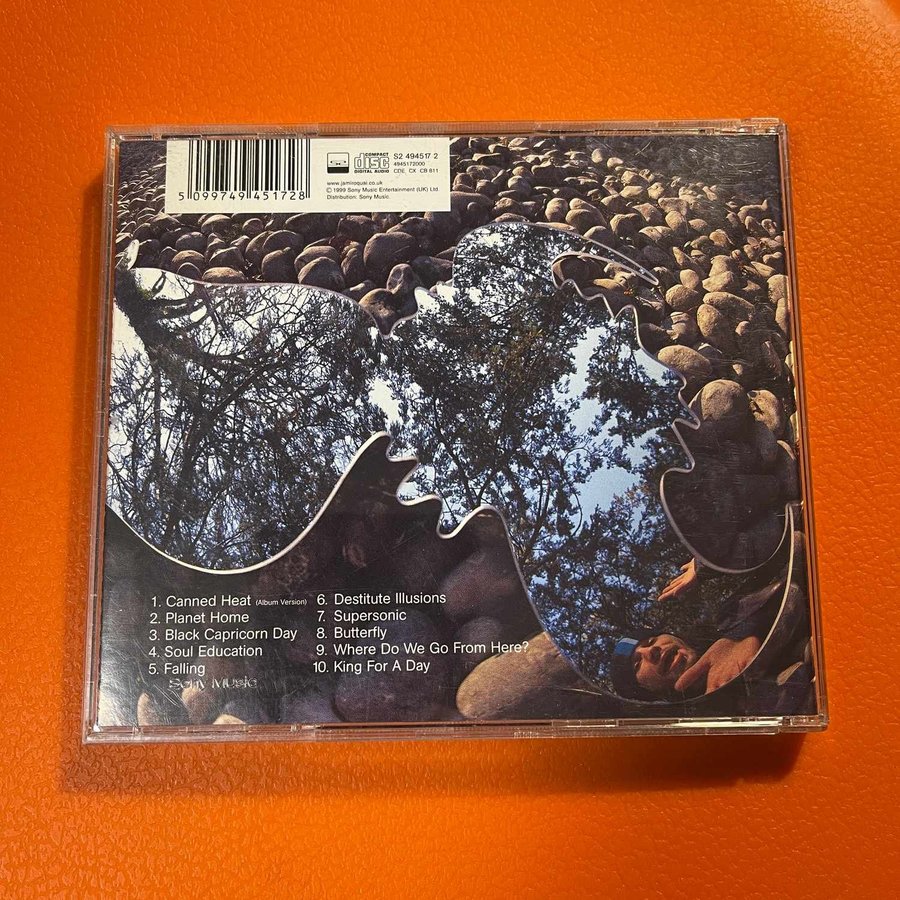 5 099749 451728
COMPACT
disc
DIGITAL AUDIO
S2 494517 2
4945172000
CDE CX CB 611
www.jamiroquai.co.uk
© 1999 Sony Music Entertainment (UK) Ltd.
Distribution: Sony Music.
1. Canned Heat (Album Version)
2. Planet Home
3. Black Capricorn Day
4. Soul Education
5. Falling
6. Destitute Illusions
7. Supersonic
8. Butterfly
9. Where Do We Go From Here?
10. King For A Day
Sony Music